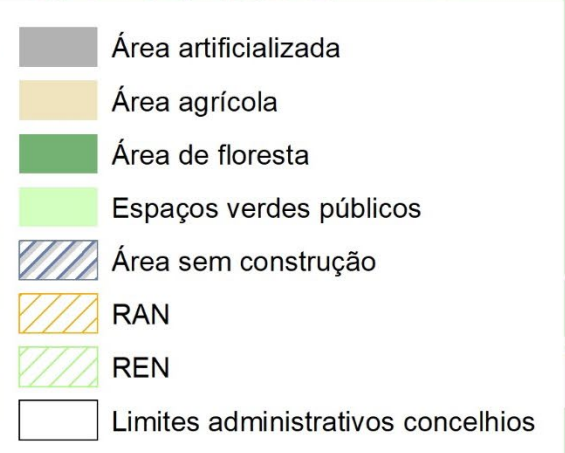 Área artificializada
Área agrícola
Área de floresta
Espaços verdes públicos
Área sem construção
RAN
REN
Limites administrativos concelhios